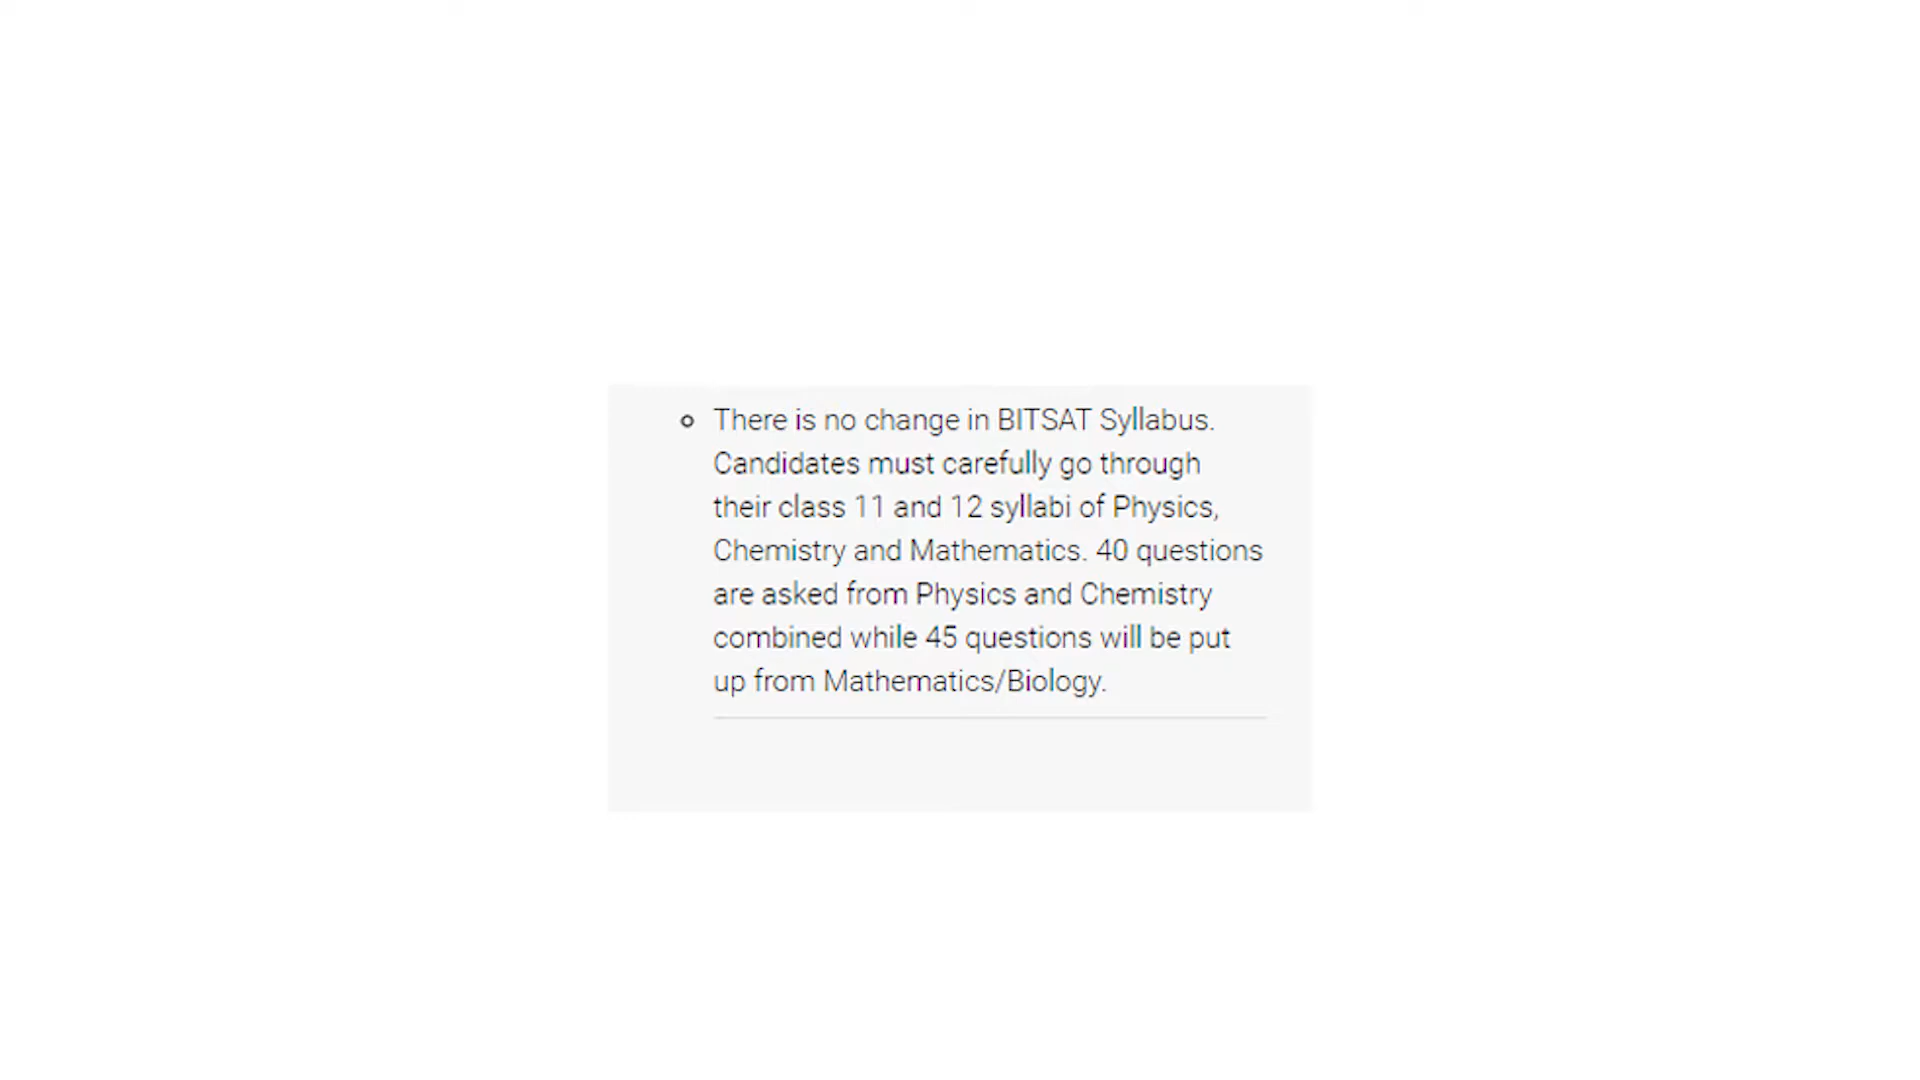 There is no change in BITSAT Syllabus.
Candidates must carefully go through
their class 11 and 12 syllabi of Physics,
Chemistry and Mathematics. 40 questions
are asked from Physics and Chemistry
combined while 45 questions will be put
up from Mathematics/Biology.